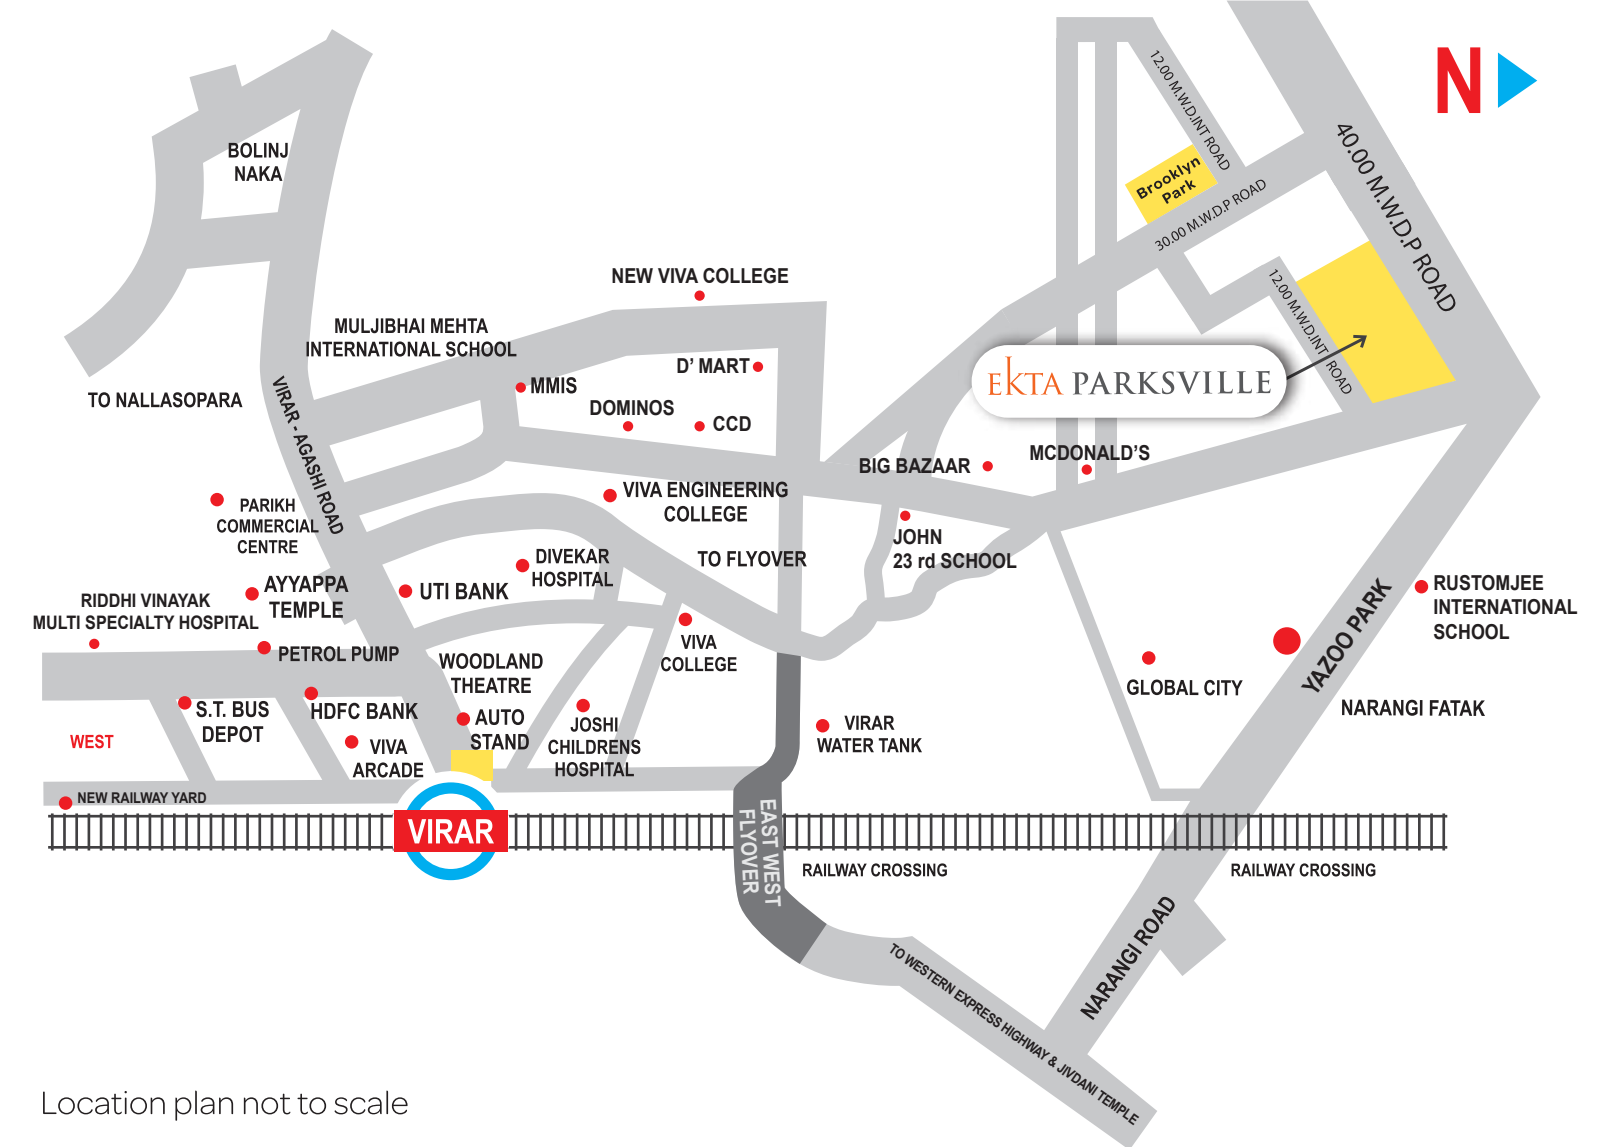 N
12.00 M.W.D.INT ROAD
40.00 M.W.D.P ROAD
BOLINJ
NAKA
Brooklyn
Park
30.00 M.W.D.P ROAD
NEW VIVA COLLEGE
12.00 M.W.D.INT ROAD
MULJIBHAI MEHTA
INTERNATIONAL SCHOOL
D’ MART
EKTA PARKSVILLE
MMIS
TO NALLASOPARA
VIRAR - AGASHI ROAD
DOMINOS
CCD
BIG BAZAAR
MCDONALD’S
VIVA ENGINEERING
COLLEGE
PARIKH
COMMERCIAL
CENTRE
JOHN
23 rd SCHOOL
TO FLYOVER
DIVEKAR
HOSPITAL
AYYAPPA
TEMPLE
UTI BANK
RIDDHI VINAYAK
MULTI SPECIALTY HOSPITAL
RUSTOMJEE
INTERNATIONAL
SCHOOL
YAZOO PARK
PETROL PUMP
WOODLAND
THEATRE
VIVA
COLLEGE
GLOBAL CITY
NARANGI FATAK
S.T. BUS
DEPOT
HDFC BANK
AUTO
STAND
JOSHI
CHILDRENS
HOSPITAL
VIRAR
WATER TANK
WEST
VIVA
ARCADE
NEW RAILWAY YARD
VIRAR
EAST WEST
FLYOVER
RAILWAY CROSSING
RAILWAY CROSSING
NARANGI ROAD
TO WESTERN EXPRESS HIGHWAY & JIVDANI TEMPLE
Location plan not to scale